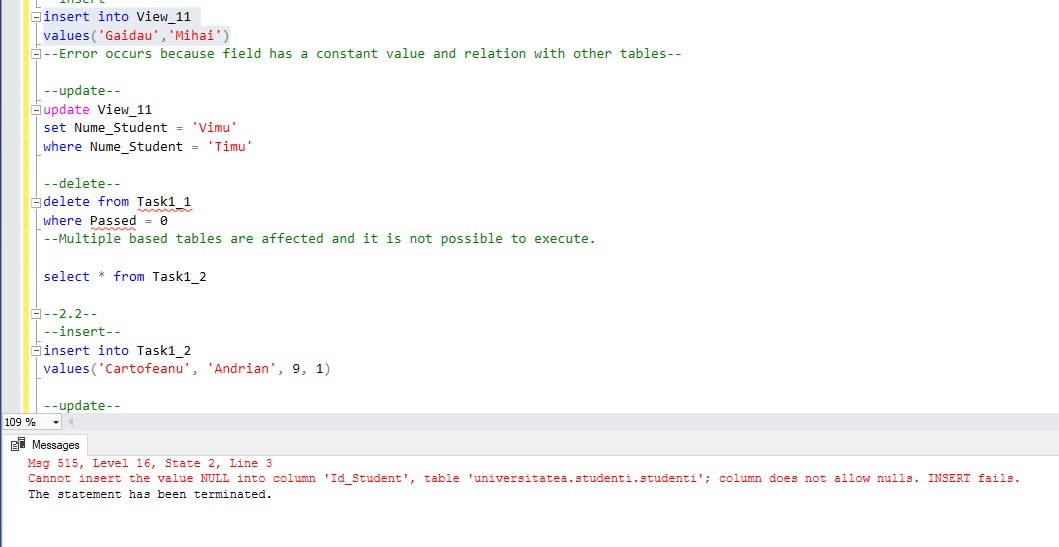 insert into View_11
values('Gaidau','Mihai')
--Error occurs because field has a constant value and relation with other tables--
--update--
update View_11
set Nume_Student = 'Vimu'
where Nume_Student = 'Timu'
--delete--
delete from Task1_1
where Passed = 0
--Multiple based tables are affected and it is not possible to execute.
select * from Task1_2
--2.2--
--insert--
insert into Task1_2
values('Cartofeanu', 'Andrian', 9, 1)
--update--
109 %
Messages
Msg 515, Level 16, State 2, Line 3
Cannot insert the value NULL into column 'Id_Student', table 'universitatea.studenti.studenti'; column does not allow nulls. INSERT fails.
The statement has been terminated.